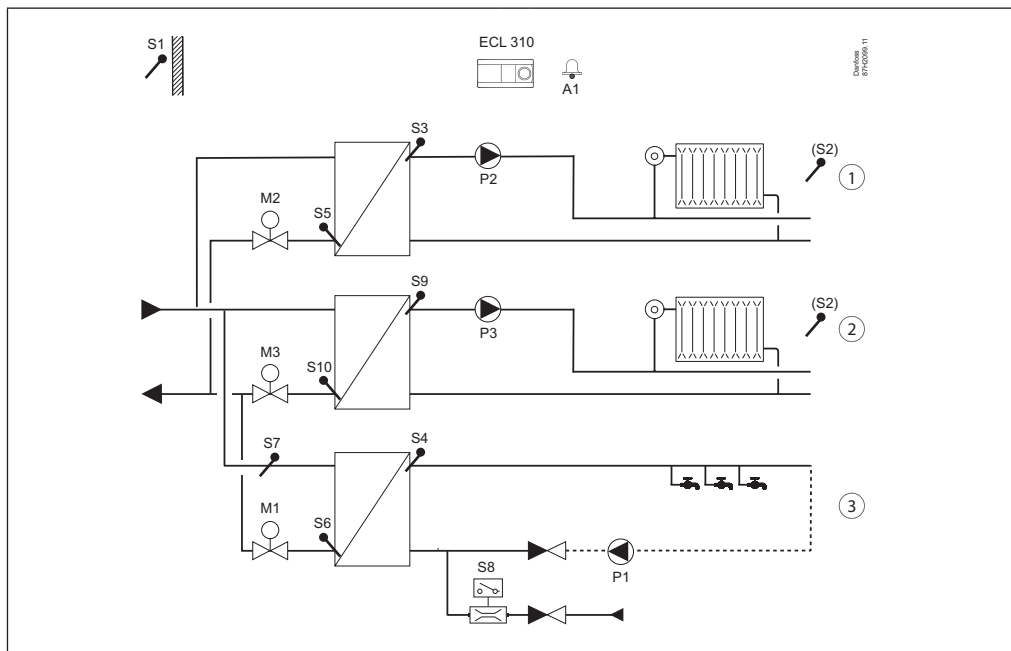 S1
ECL 310
A1
Danfoss
87H2099.11
S3
P2
(S2)
1
M2
S5
S9
P3
(S2)
2
M3
S10
S7
S4
M1
S6
3
P1
S8